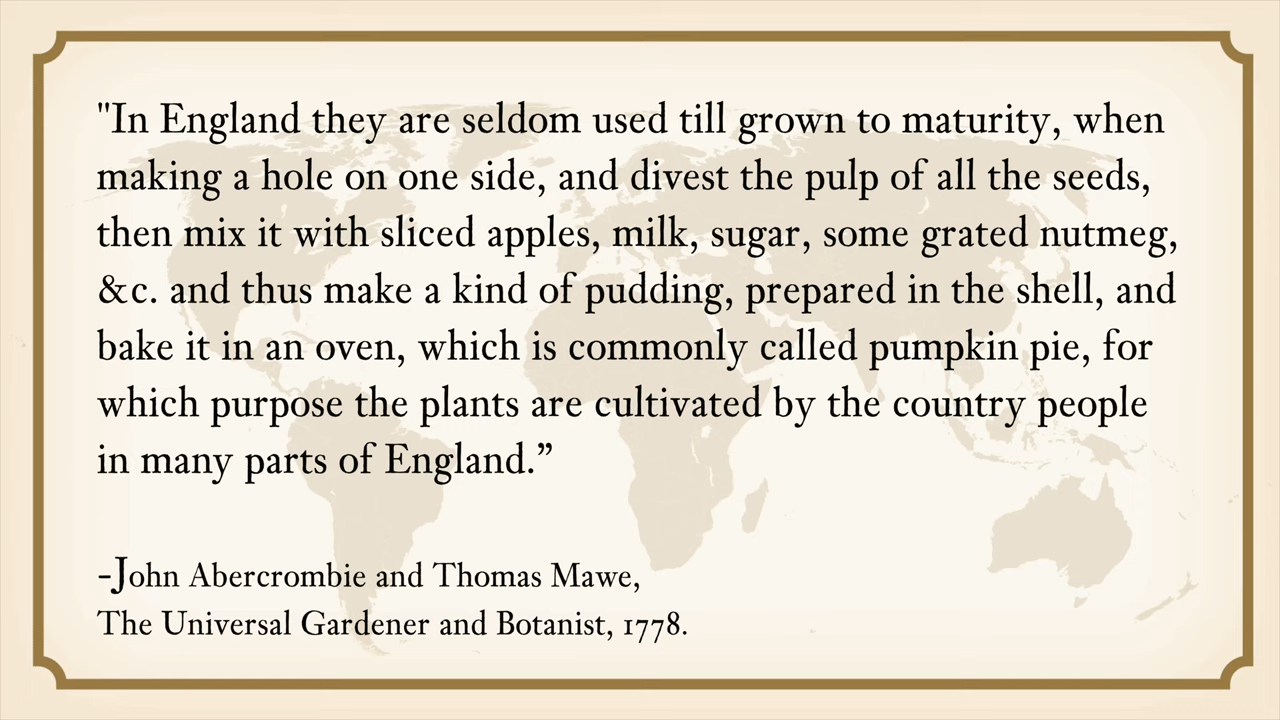 "In England they are seldom used till grown to maturity, when
making a hole on one side, and divest the pulp of all the seeds,
then mix it with sliced apples, milk, sugar, some grated nutmeg,
&c. and thus make a kind of pudding, prepared in the shell, and
bake it in an oven, which is commonly called pumpkin pie, for
which purpose the plants are cultivated by the country people
in many parts of England.”
-John Abercrombie and Thomas Mawe,
The Universal Gardener and Botanist, 1778.